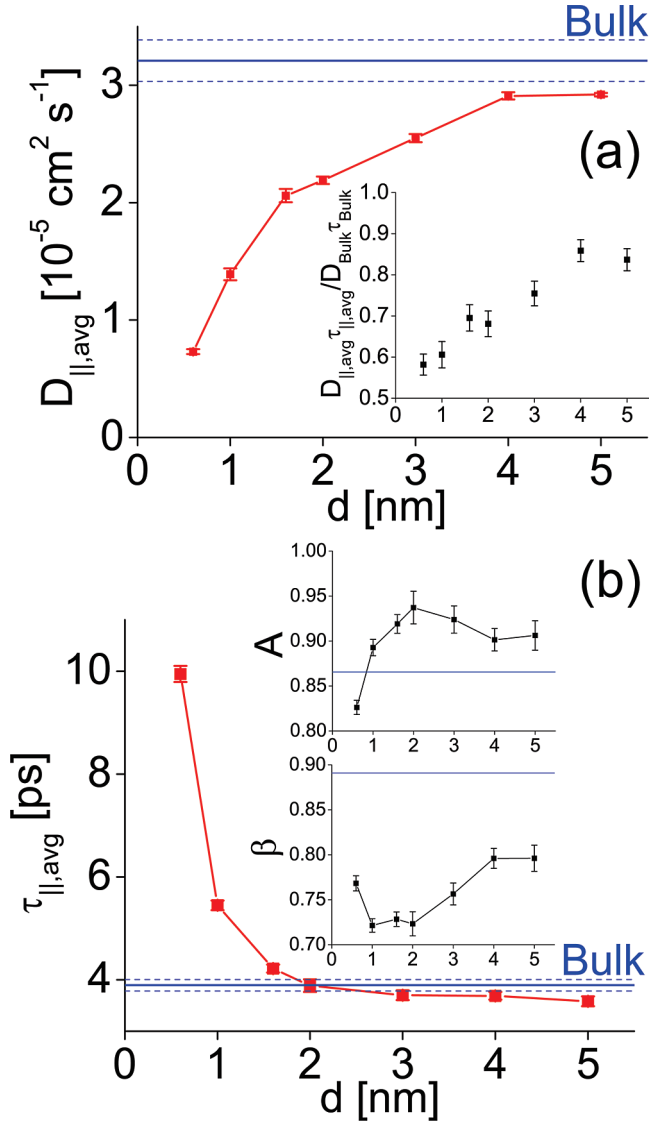 Bulk
3
2
1
0
D||,avg [10-5 cm2 s-1]
(a)
1.0
0.9
0.8
0.7
0.6
0.5
D||,avg τ||,avg/DBulk τBulk
0 1 2 3 4 5
0 1 2 3 4 5
d [nm]
(b)
1.00
0.95
0.90
0.85
0.80
A
0 1 2 3 4 5
0.90
0.85
0.80
0.75
0.70
β
0 1 2 3 4 5
10
8
6
4
τ||,avg [ps]
Bulk
0 1 2 3 4 5
d [nm]